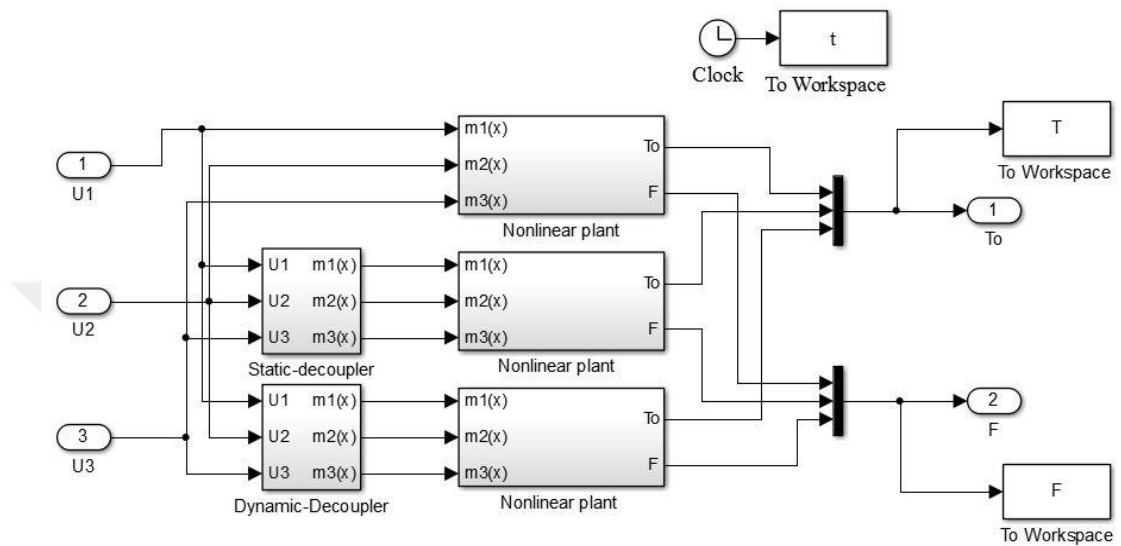 t
Clock
To Workspace
1
U1
m1(x)
m2(x)
m3(x)
To
F
Nonlinear plant
T
To Workspace
1
To
2
U2
U1 m1(x)
U2 m2(x)
U3 m3(x)
Static-decoupler
m1(x)
m2(x)
m3(x)
To
F
Nonlinear plant
3
U3
U1 m1(x)
U2 m2(x)
U3 m3(x)
Dynamic-Decoupler
m1(x)
m2(x)
m3(x)
To
F
Nonlinear plant
2
F
F
To Workspace